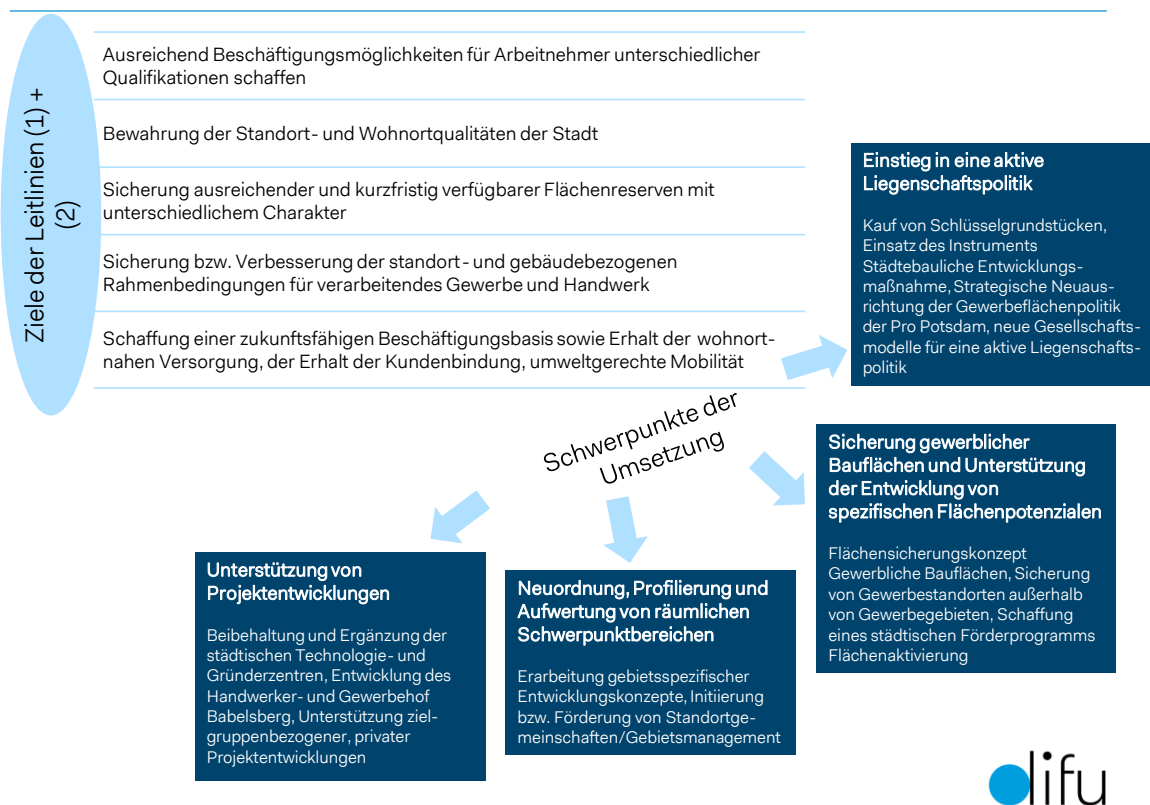 Ziele der Leitlinien (1) +
(2)
Ausreichend Beschäftigungsmöglichkeiten für Arbeitnehmer unterschiedlicher
Qualifikationen schaffen
Bewahrung der Standort- und Wohnortqualitäten der Stadt
Sicherung ausreichender und kurzfristig verfügbarer Flächenreserven mit
unterschiedlichem Charakter
Sicherung bzw. Verbesserung der standort- und gebäudebezogenen
Rahmenbedingungen für verarbeitendes Gewerbe und Handwerk
Schaffung einer zukunftsfähigen Beschäftigungsbasis sowie Erhalt der wohnort-
nahen Versorgung, der Erhalt der Kundenbindung, umweltgerechte Mobilität
Schwerpunkte der
Umsetzung
Einstieg in eine aktive
Liegenschaftspolitik
Kauf von Schlüsselgrundstücken,
Einsatz des Instruments
Städtebauliche Entwicklungs-
maßnahme, Strategische Neuaus-
richtung der Gewerbeflächenpolitik
der Pro Potsdam, neue Gesellschafts-
modelle für eine aktive Liegenschafts-
politik
Sicherung gewerblicher
Bauflächen und Unterstützung
der Entwicklung von
spezifischen Flächenpotenzialen
Flächensicherungskonzept
Gewerbliche Bauflächen, Sicherung
von Gewerbestandorten außerhalb
von Gewerbegebieten, Schaffung
eines städtischen Förderprogramms
Flächenaktivierung
Neuordnung, Profilierung und
Aufwertung von räumlichen
Schwerpunktbereichen
Erarbeitung gebietsspezifischer
Entwicklungskonzepte, Initiierung
bzw. Förderung von Standortge-
meinschaften/Gebietsmanagement
Unterstützung von
Projektentwicklungen
Beibehaltung und Ergänzung der
städtischen Technologie- und
Gründerzentren, Entwicklung des
Handwerker- und Gewerbehof
Babelsberg, Unterstützung ziel-
gruppenbezogener, privater
Projektentwicklungen
difu